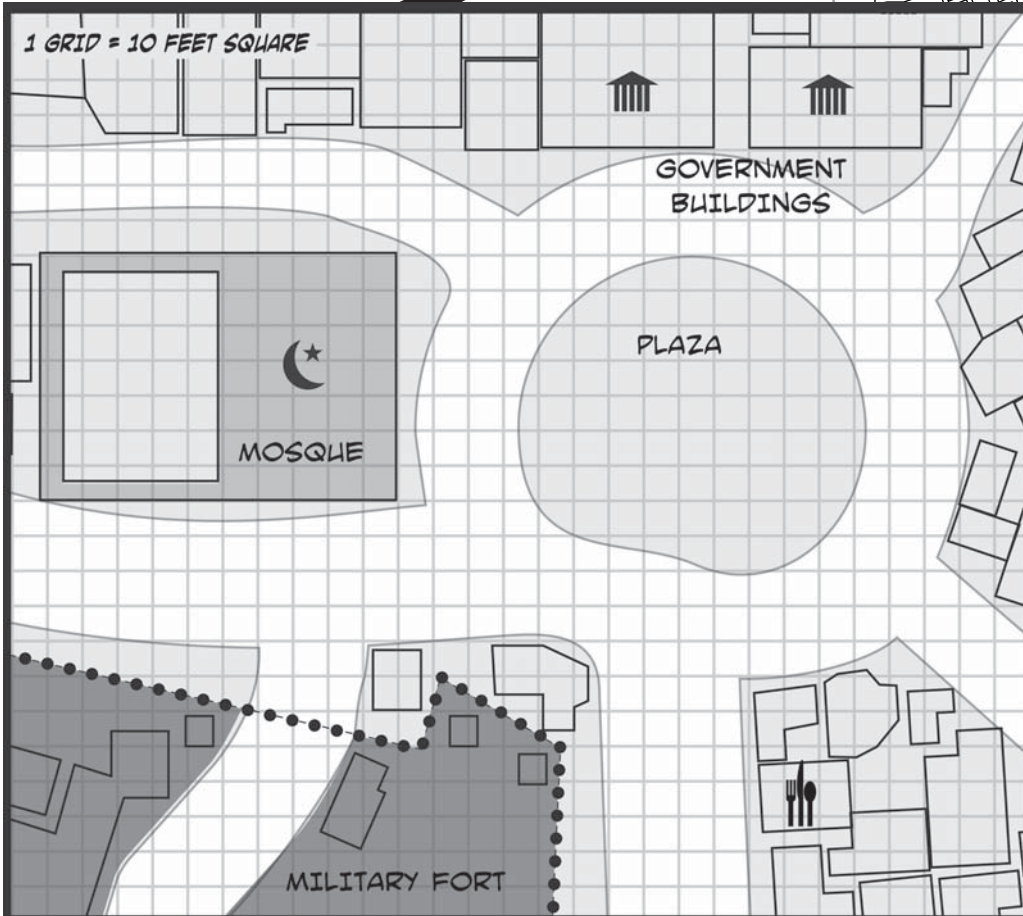 1 GRID = 10 FEET SQUARE
GOVERNMENT
BUILDINGS
PLAZA
MOSQUE
MILITARY FORT